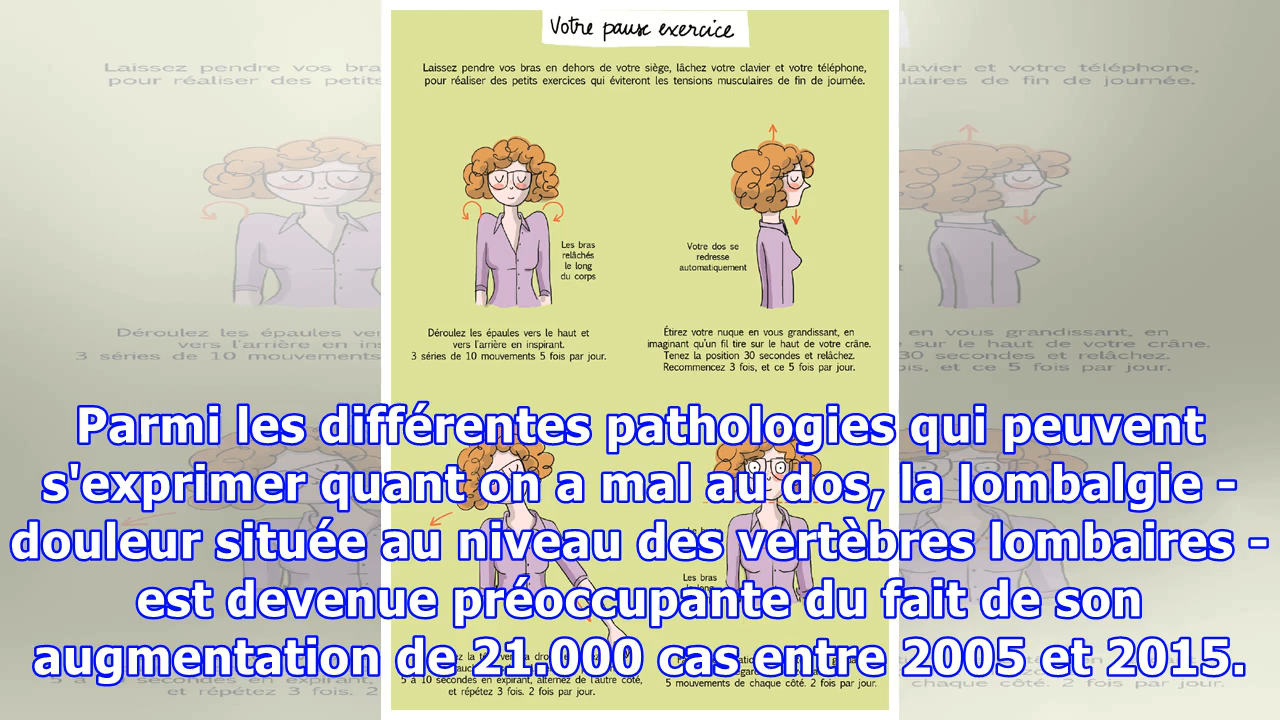 Votre pause exercice
Laissez pendre vos bras en dehors de votre siège, lâchez votre clavier et votre téléphone,
pour réaliser des petits exercices qui éviteront les tensions musculaires de fin de journée.
Les bras
relâchés
le long
du corps
Votre dos se
redresse
automatiquement
Déroulez les épaules vers le haut et
vers l'arrière en inspirant.
3 séries de 10 mouvements 5 fois par jour.
Étirez votre nuque en vous grandissant, en
imaginant qu'un fil tire sur le haut de votre crâne.
Tenez la position 30 secondes et relâchez.
Recommencez 3 fois, et ce 5 fois par jour.
Parmi les différentes pathologies qui peuvent
s'exprimer quant on a mal au dos, la lombalgie -
douleur située au niveau des vertèbres lombaires -
est devenue préoccupante du fait de son
augmentation de 21.000 cas entre 2005 et 2015.
Les bras
5 à 10 secondes en expirant, alternez de l'autre côté,
et répétez 3 fois. 2 fois par jour.
5 mouvements de chaque côté. 2 fois par jour.